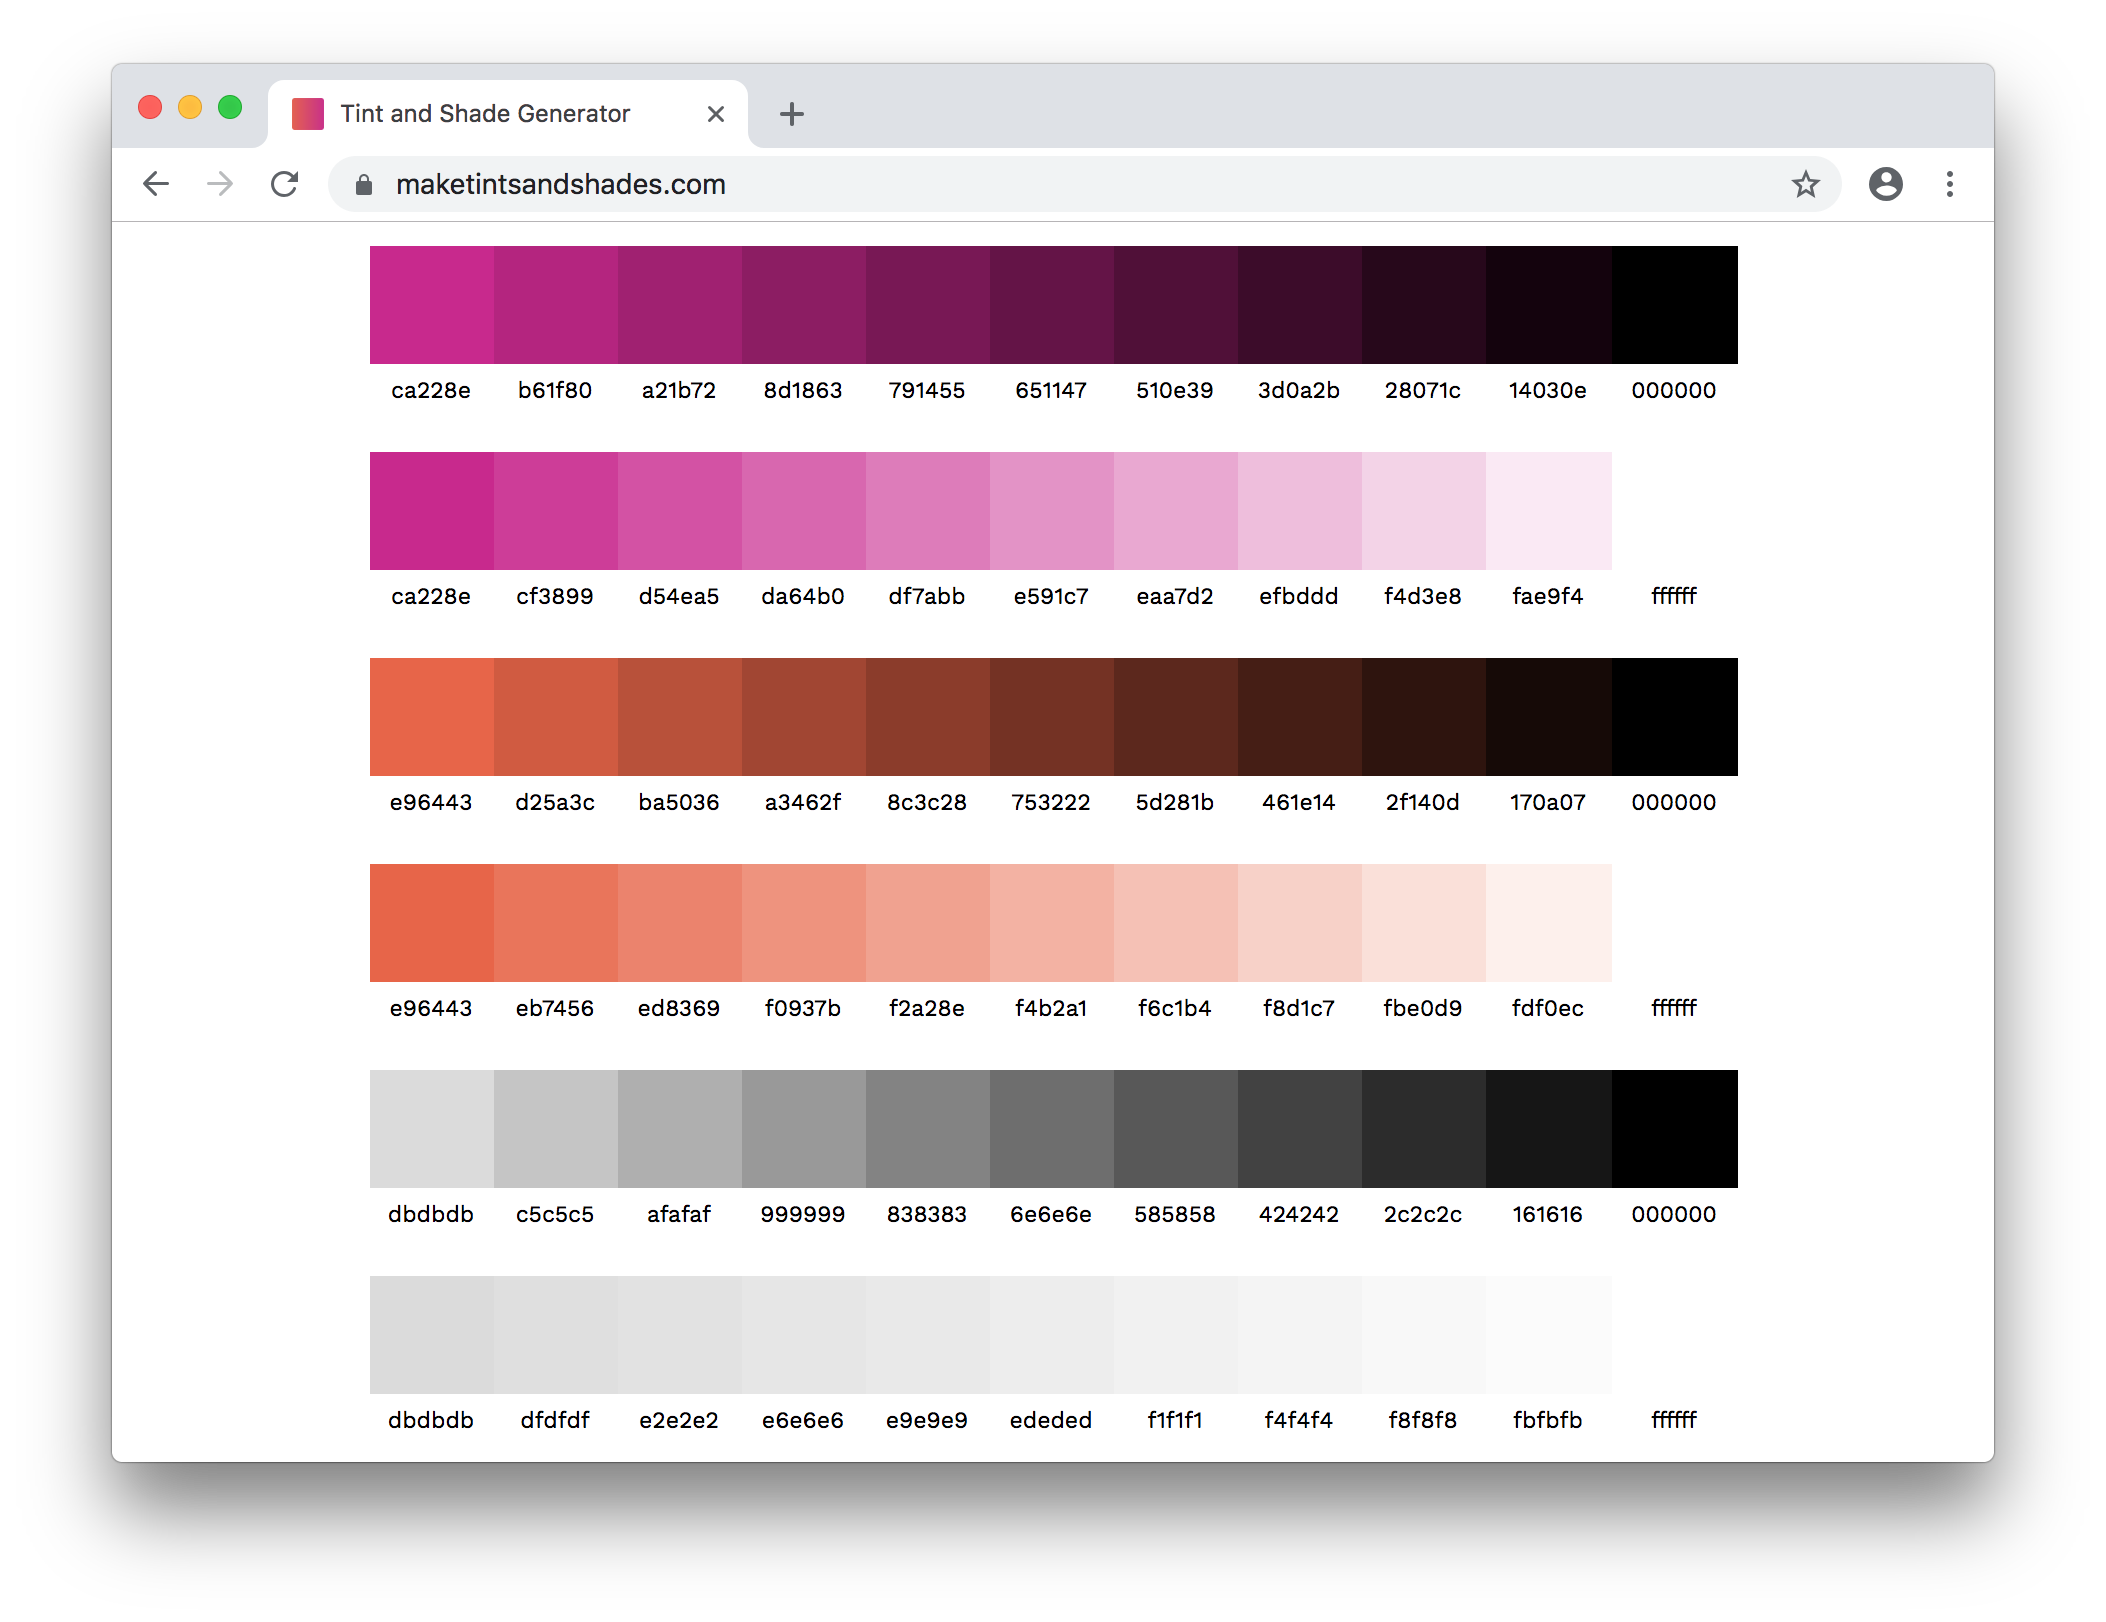 Tint and Shade Generator
maketintsandshades.com
ca228e b61f80 a21b72 8d1863 791455 651147 510e39 3d0a2b 28071c 14030e 000000
ca228e cf3899 d54ea5 da64b0 df7abb e591c7 eaa7d2 efbddd f4d3e8 fae9f4 ffffff
e96443 d25a3c ba5036 a3462f 8c3c28 753222 5d281b 461e14 2f140d 170a07 000000
e96443 eb7456 ed8369 f0937b f2a28e f4b2a1 f6c1b4 f8d1c7 fbe0d9 fdf0ec ffffff
dbdbdb c5c5c5 afafaf 999999 838383 6e6e6e 585858 424242 2c2c2c 161616 000000
dbdbdb dfdfdf e2e2e2 e6e6e6 e9e9e9 ededed f1f1f1 f4f4f4 f8f8f8 fbfbfb ffffff